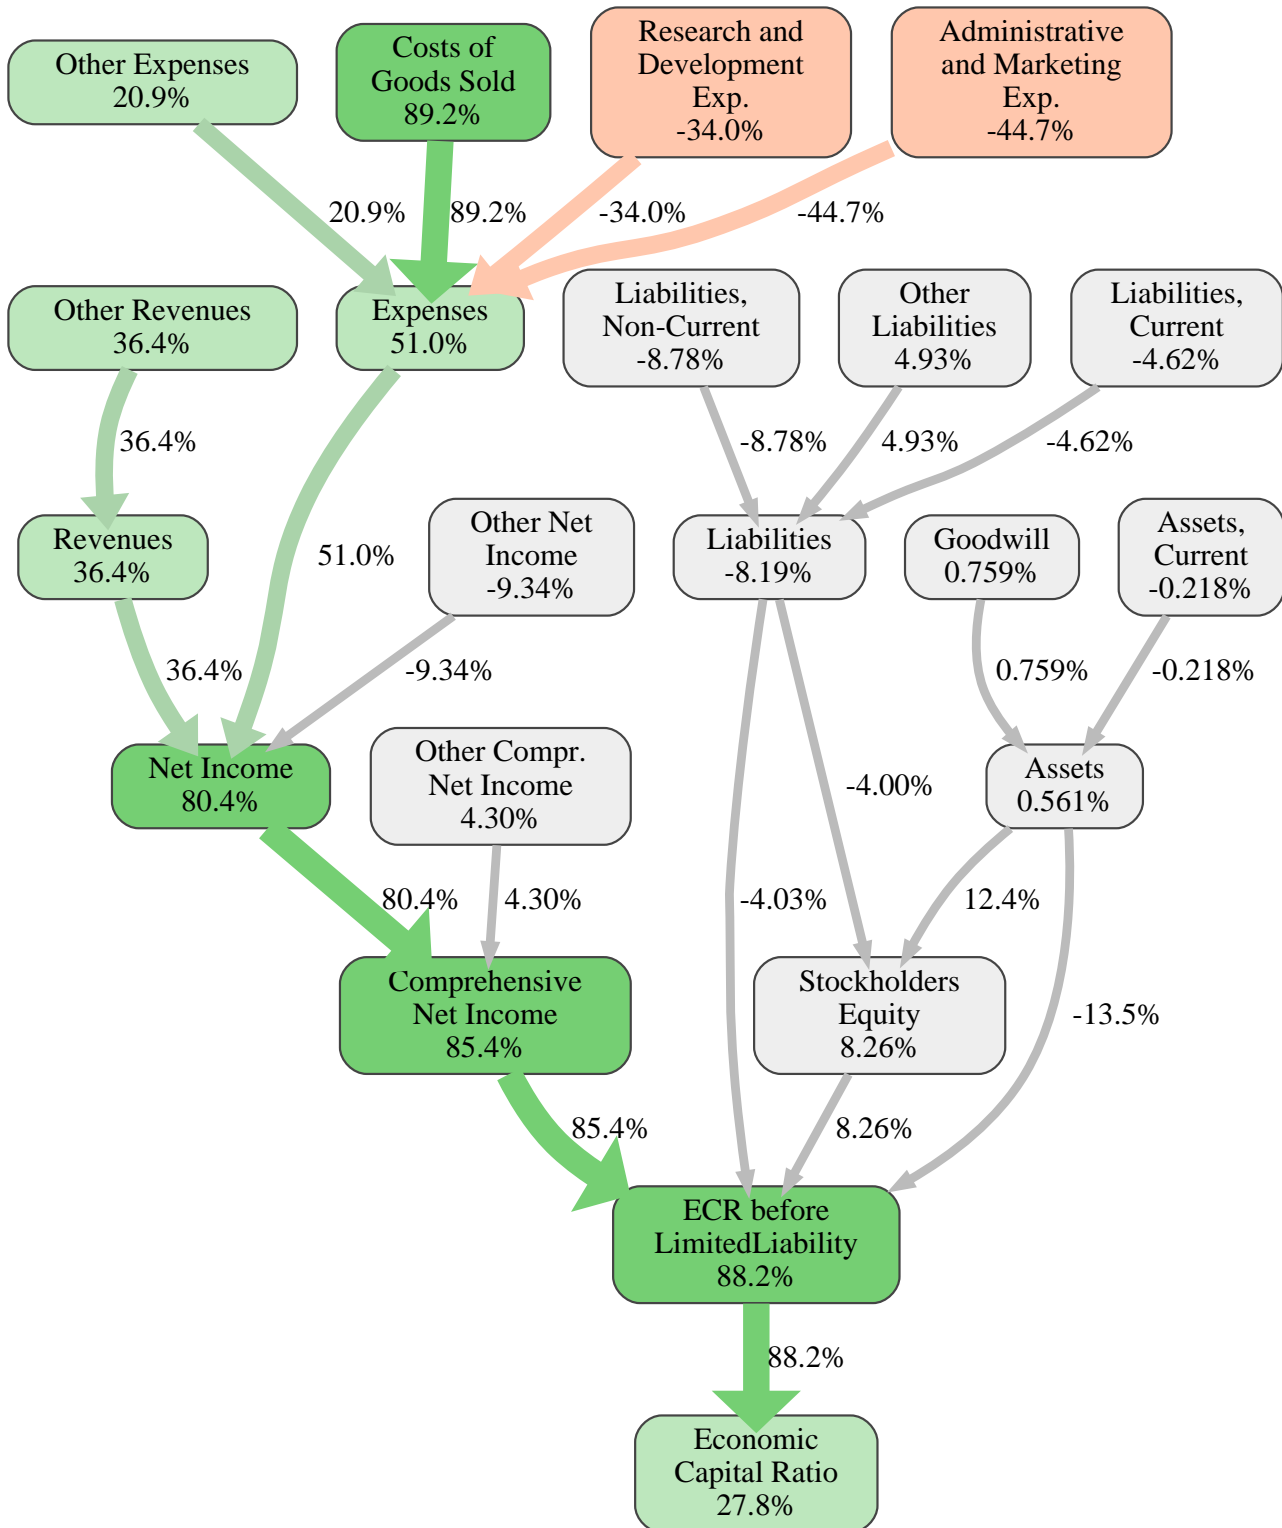 Other Expenses
20.9%
Costs of
Goods Sold
89.2%
Research and
Development
Exp.
-34.0%
Administrative
and Marketing
Exp.
-44.7%
20.9%
89.2%
-34.0%
-44.7%
Other Revenues
36.4%
Expenses
51.0%
Liabilities,
Non-Current
-8.78%
Other
Liabilities
4.93%
Liabilities,
Current
-4.62%
36.4%
-8.78%
4.93%
-4.62%
Revenues
36.4%
51.0%
Other Net
Income
-9.34%
Liabilities
-8.19%
Goodwill
0.759%
Assets,
Current
-0.218%
36.4%
-9.34%
0.759%
-0.218%
Net Income
80.4%
Other Compr.
Net Income
4.30%
-4.00%
Assets
0.561%
80.4%
4.30%
-4.03%
12.4%
Comprehensive
Net Income
85.4%
Stockholders
Equity
8.26%
-13.5%
85.4%
8.26%
ECR before
LimitedLiability
88.2%
88.2%
Economic
Capital Ratio
27.8%